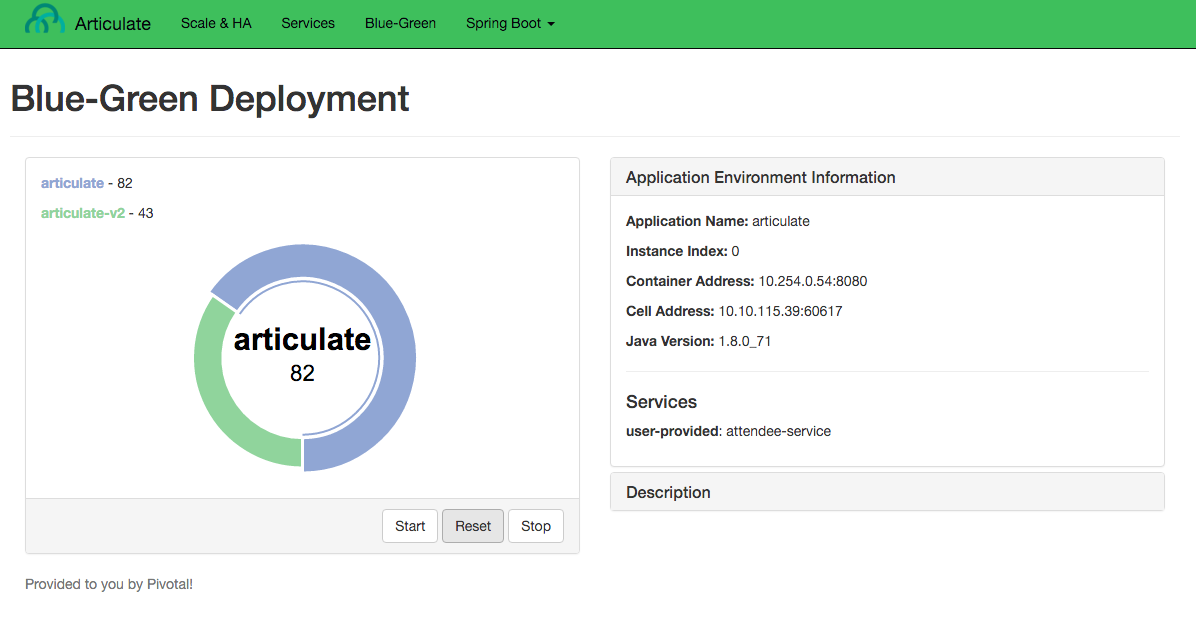 Articulate Scale & HA Services Blue-Green Spring Boot
Blue-Green Deployment
articulate - 82
articulate-v2 - 43
articulate
82
Start Reset Stop
Application Environment Information
Application Name: articulate
Instance Index: 0
Container Address: 10.254.0.54:8080
Cell Address: 10.10.115.39:60617
Java Version: 1.8.0_71
Services
user-provided: attendee-service
Description
Provided to you by Pivotal!